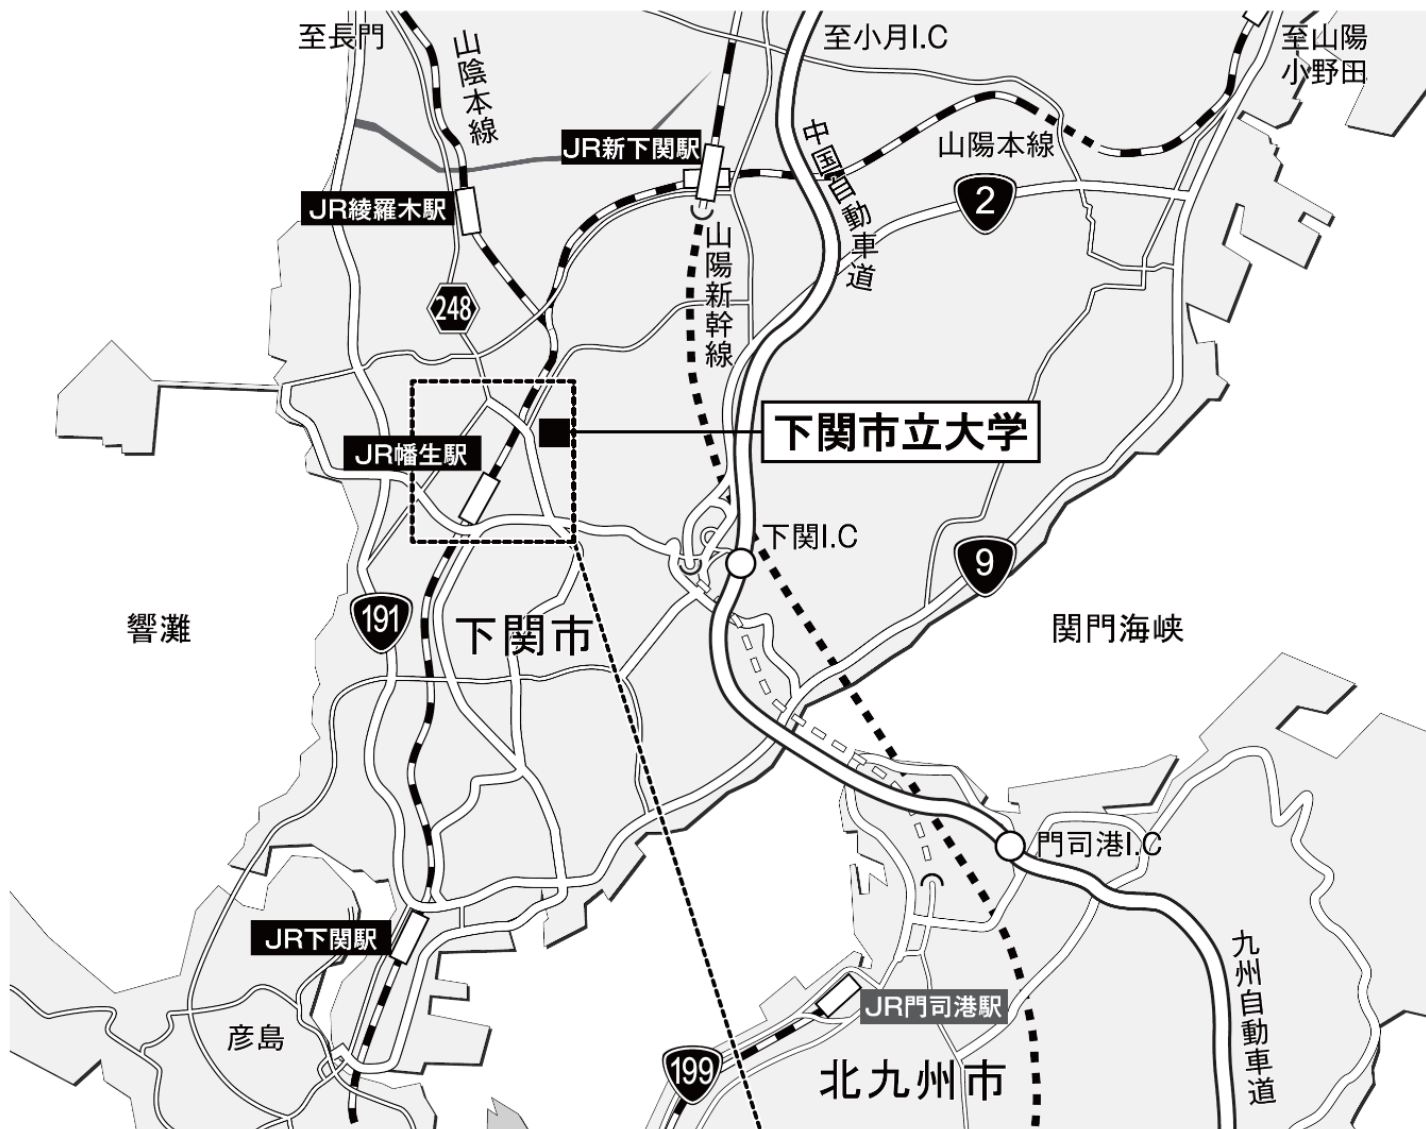 至長門
山陰本線
至小月I.C
至山陽
小野田
JR新下関駅
中国自動車道
山陽本線
JR綾羅木駅
2
山陽新幹線
248
下関市立大学
JR幡生駅
下関I.C
9
191
響灘
下関市
関門海峡
門司港I.C
JR下関駅
九州自動車道
JR門司港駅
彦島
199
北九州市